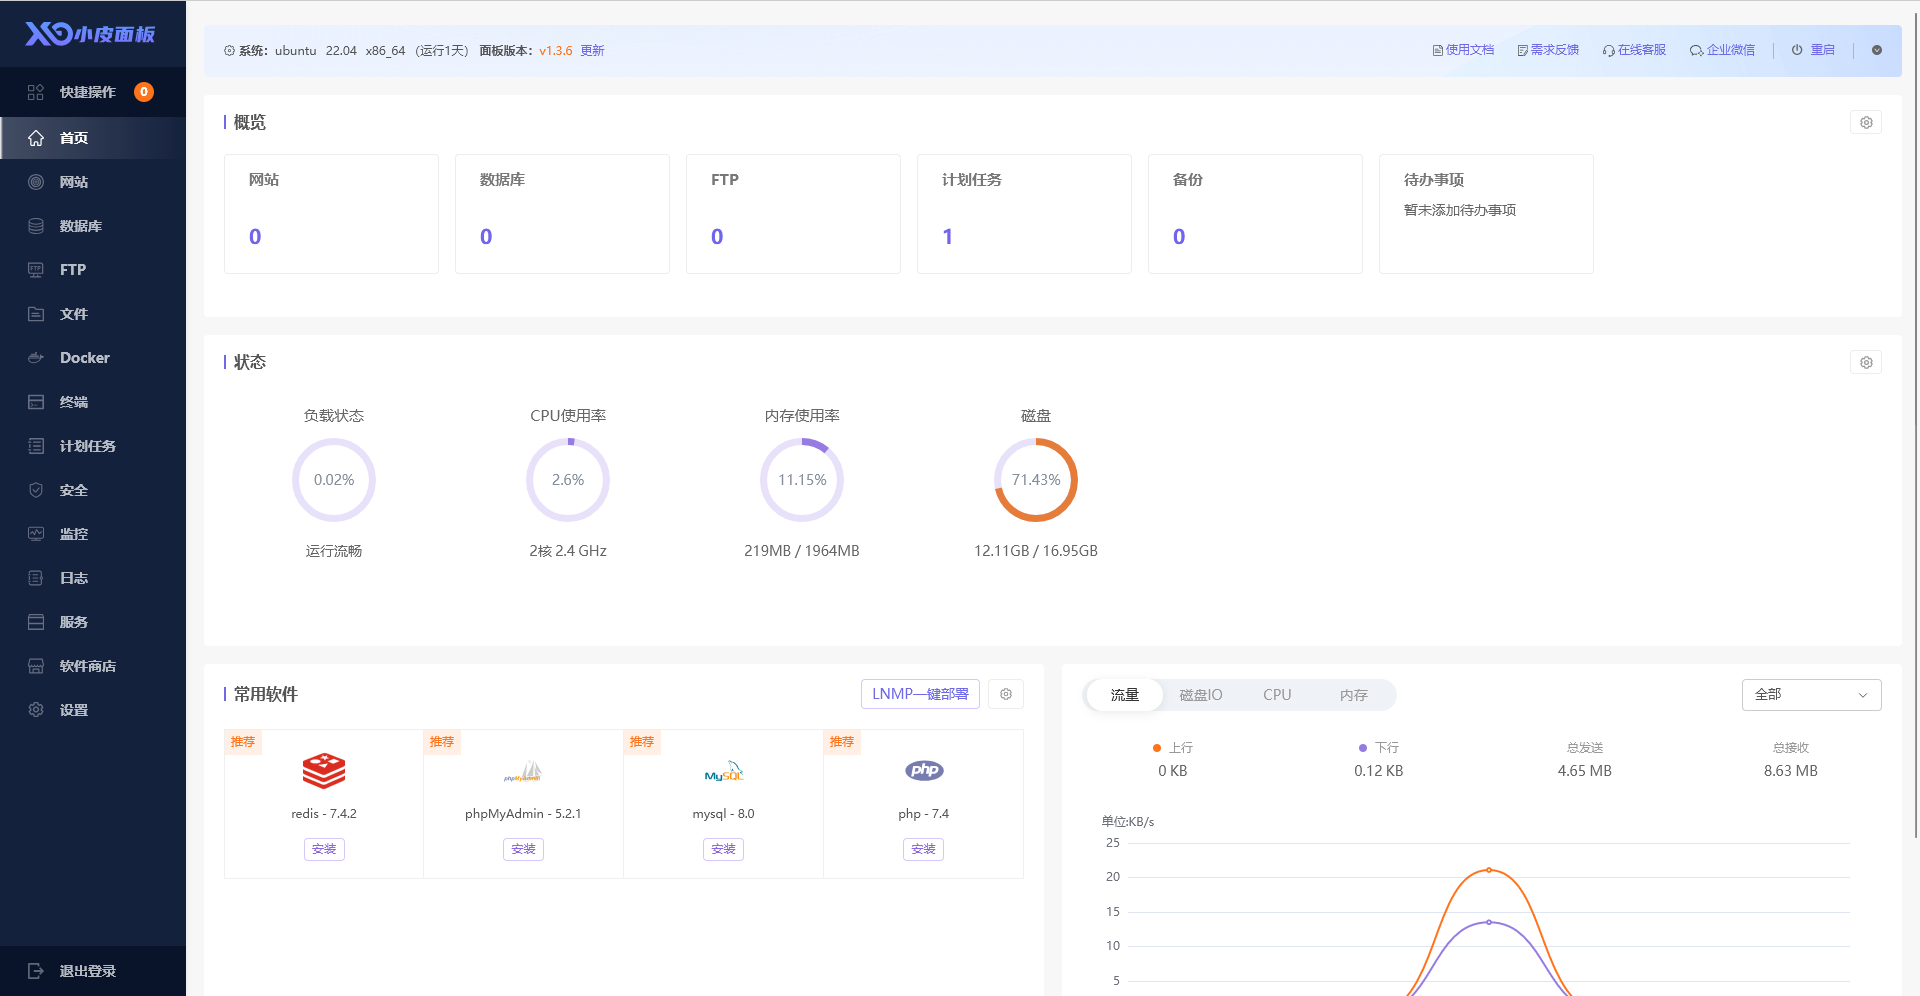 XO小皮面板
快捷操作 0
首页
网站
数据库
FTP
文件
Docker
终端
计划任务
安全
监控
日志
服务
软件商店
设置
退出登录
系统: ubuntu 22.04 x86_64 (运行1天) 面板版本: v1.3.6 更新
使用文档 需求反馈 在线客服 企业微信 重启
概览
网站 数据库 FTP 计划任务 备份 待办事项
暂未添加待办事项
0 0 0 1 0
状态
负载状态 CPU使用率 内存使用率 磁盘
0.02% 2.6% 11.15% 71.43%
运行流畅 2核 2.4 GHz 219MB / 1964MB 12.11GB / 16.95GB
常用软件 LNMP一键部署
推荐 推荐 推荐 推荐
phpMyAdmin MySQL php
redis - 7.4.2 phpMyAdmin - 5.2.1 mysql - 8.0 php - 7.4
安装 安装 安装 安装
流量 磁盘IO CPU 内存 全部
上行 下行 总发送 总接收
0 KB 0.12 KB 4.65 MB 8.63 MB
单位:KB/s
25
20
15
10
5